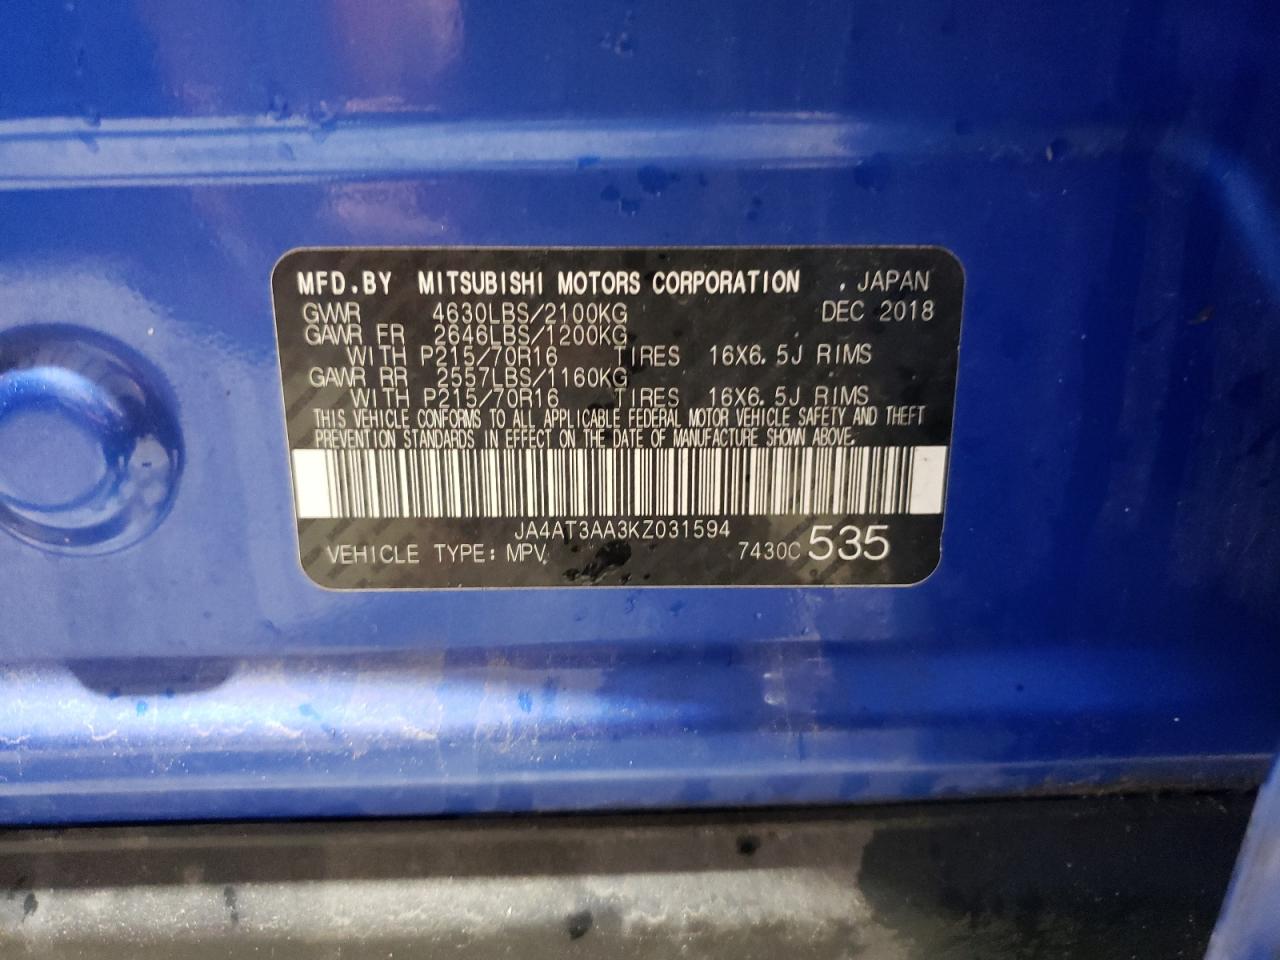 MFD.BY MITSUBISHI MOTORS CORPORATION . JAPAN
GVWR 4630LBS/2100KG DEC 2018
GAWR FR 2646LBS/1200KG
WITH P215/70R16 TIRES 16X6.5J RIMS
GAWR RR 2557LBS/1160KG
WITH P215/70R16 TIRES 16X6.5J RIMS
THIS VEHICLE CONFORMS TO ALL APPLICABLE FEDERAL MOTOR VEHICLE SAFETY AND THEFT
PREVENTION STANDARDS IN EFFECT ON THE DATE OF MANUFACTURE SHOWN ABOVE.
JA4AT3AA3KZ031594
VEHICLE TYPE: MPV 7430C 535